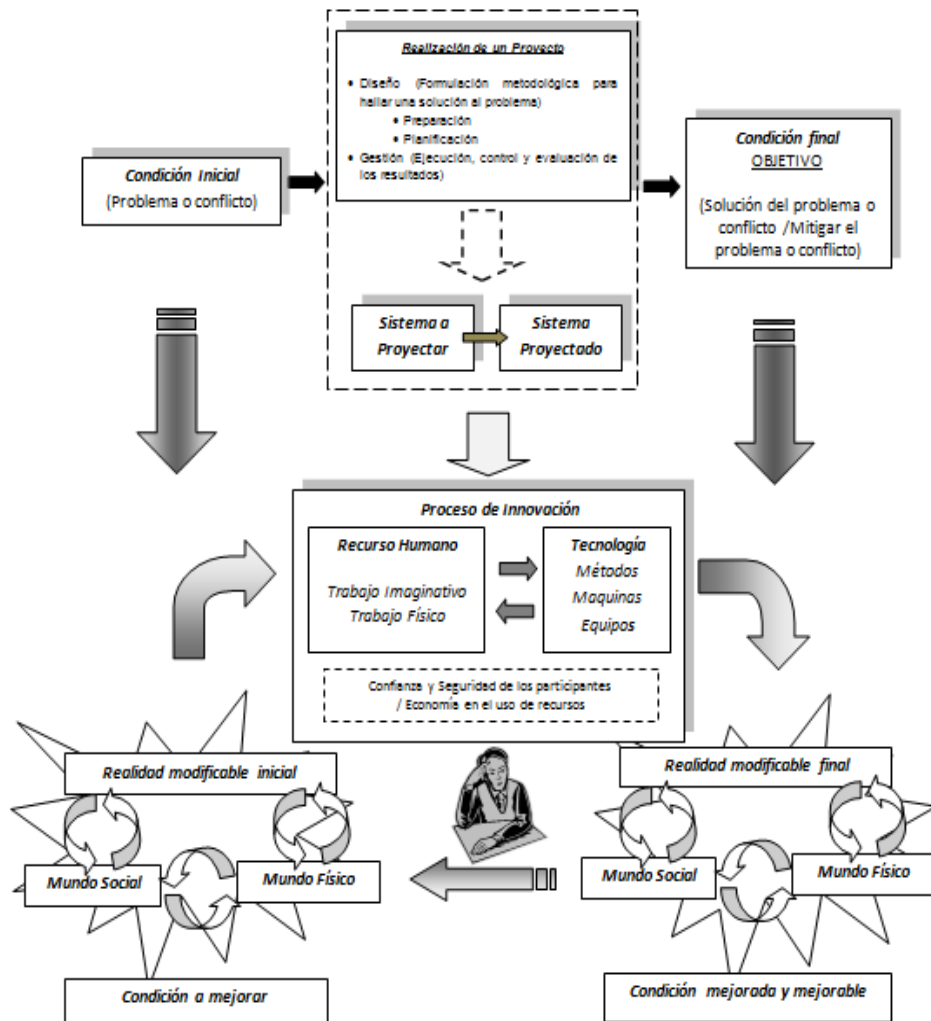 Realización de un Proyecto
• Diseño (Formulación metodológica para
hallar una solución al problema)
• Preparación
• Planificación
• Gestión (Ejecución, control y evaluación de
los resultados)
Condición Inicial
(Problema o conflicto)
Condición final
OBJETIVO
(Solución del problema o
conflicto /Mitigar el
problema o conflicto)
Sistema a
Proyectar
Sistema
Proyectado
Proceso de Innovación
Recurso Humano
Trabajo Imaginativo
Trabajo Físico
Tecnología
Métodos
Maquinas
Equipos
Confianza y Seguridad de los participantes
/ Economía en el uso de recursos
Realidad modificable inicial
Mundo Social
Mundo Físico
Condición a mejorar
Realidad modificable final
Mundo Social
Mundo Físico
Condición mejorada y mejorable